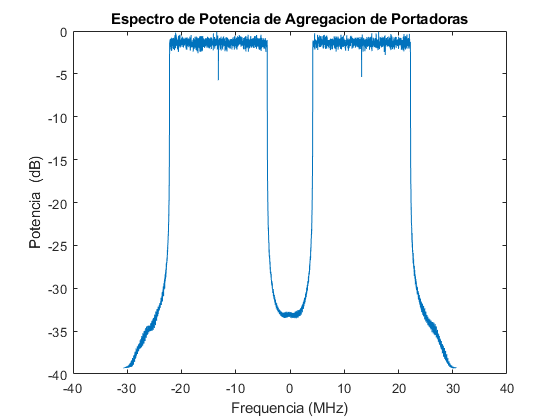 Espectro de Potencia de Agregacion de Portadoras
0
-5
-10
-15
-20
-25
-30
-35
-40
Potencia (dB)
-40 -30 -20 -10 0 10 20 30 40
Frequencia (MHz)